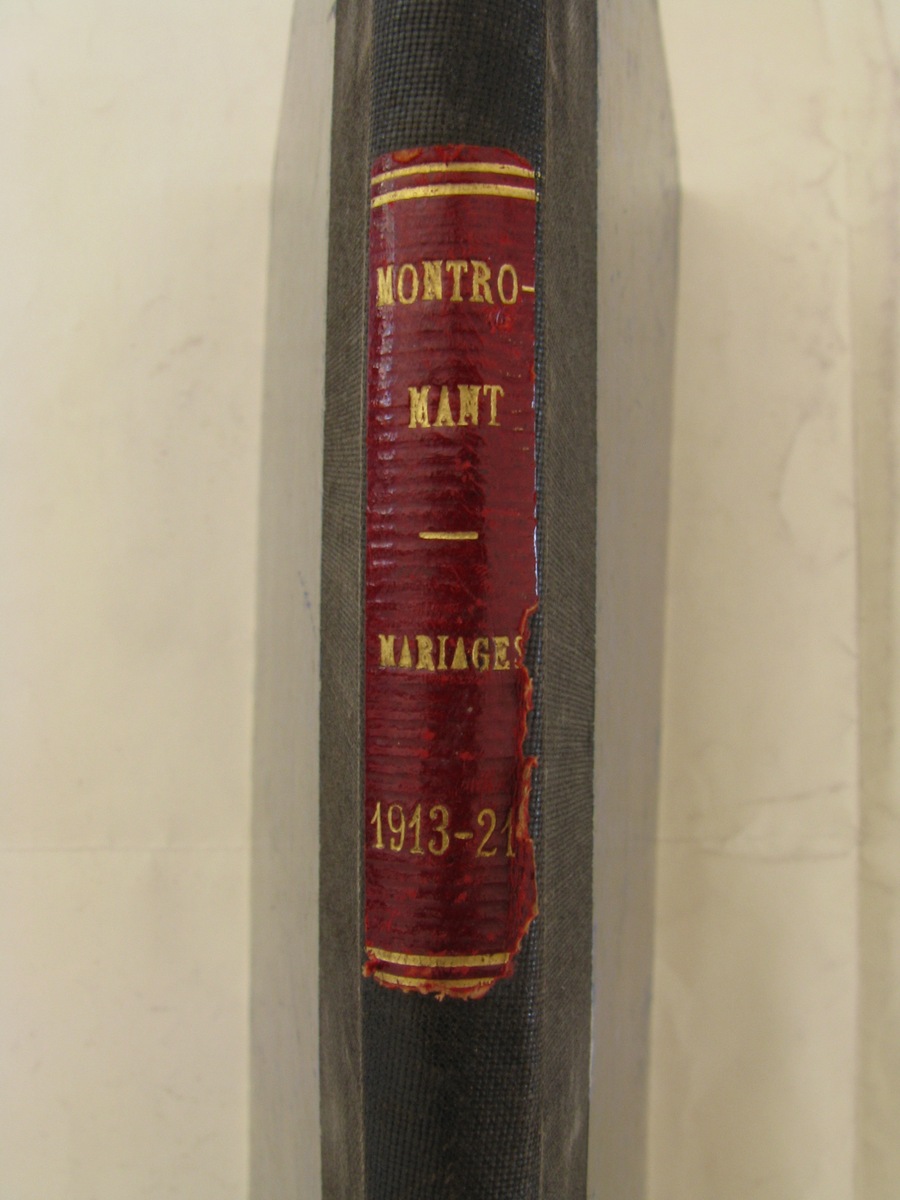 MONTRO-
MANT
MARIAGES
1913-21